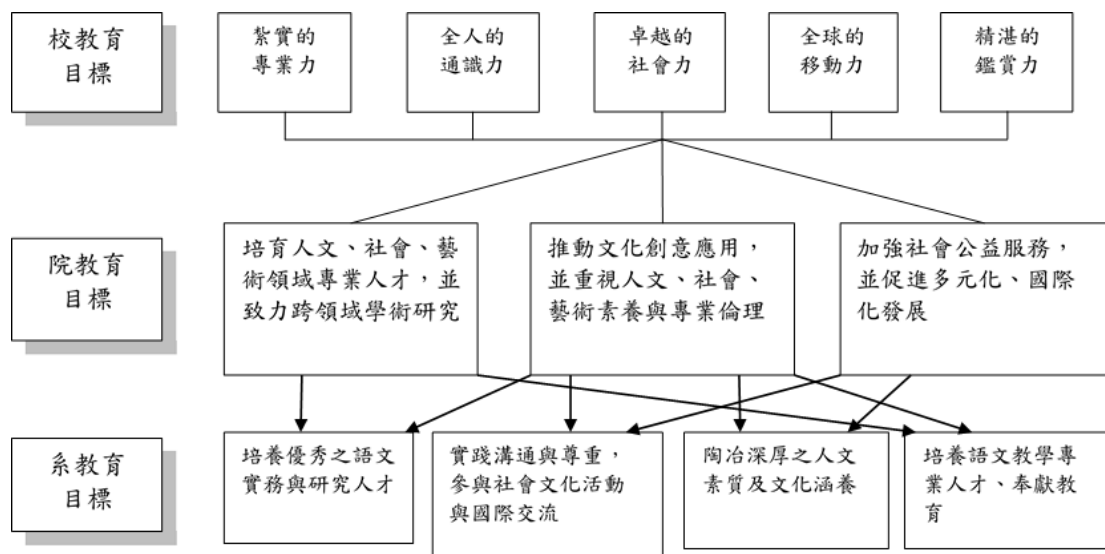 校教育
目標
紮實的
專業力
全人的
通識力
卓越的
社會力
全球的
移動力
精湛的
鑑賞力
院教育
目標
培育人文、社會、藝
術領域專業人才，並
致力跨領域學術研究
推動文化創意應用，
並重視人文、社會、
藝術素養與專業倫理
加強社會公益服務，
並促進多元化、國際
化發展
系教育
目標
培養優秀之語文
實務與研究人才
實踐溝通與尊重，
參與社會文化活動
與國際交流
陶冶深厚之人文
素質及文化涵養
培養語文教學專
業人才、奉獻教
育